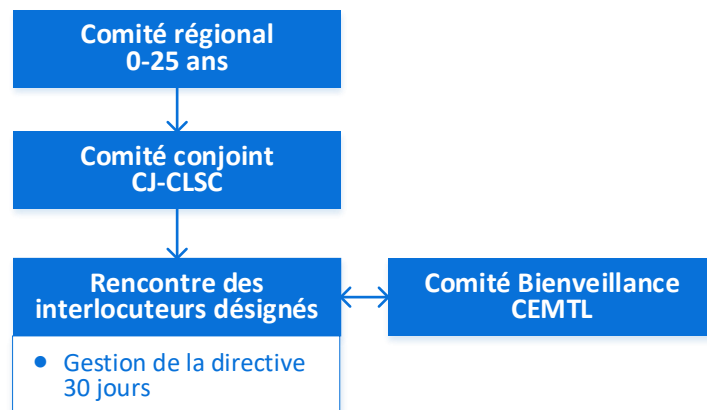 Comité régional
0-25 ans
Comité conjoint
CJ-CLSC
Rencontre des
interlocuteurs désignés
Comité Bienveillance
CEMTL
• Gestion de la directive
30 jours